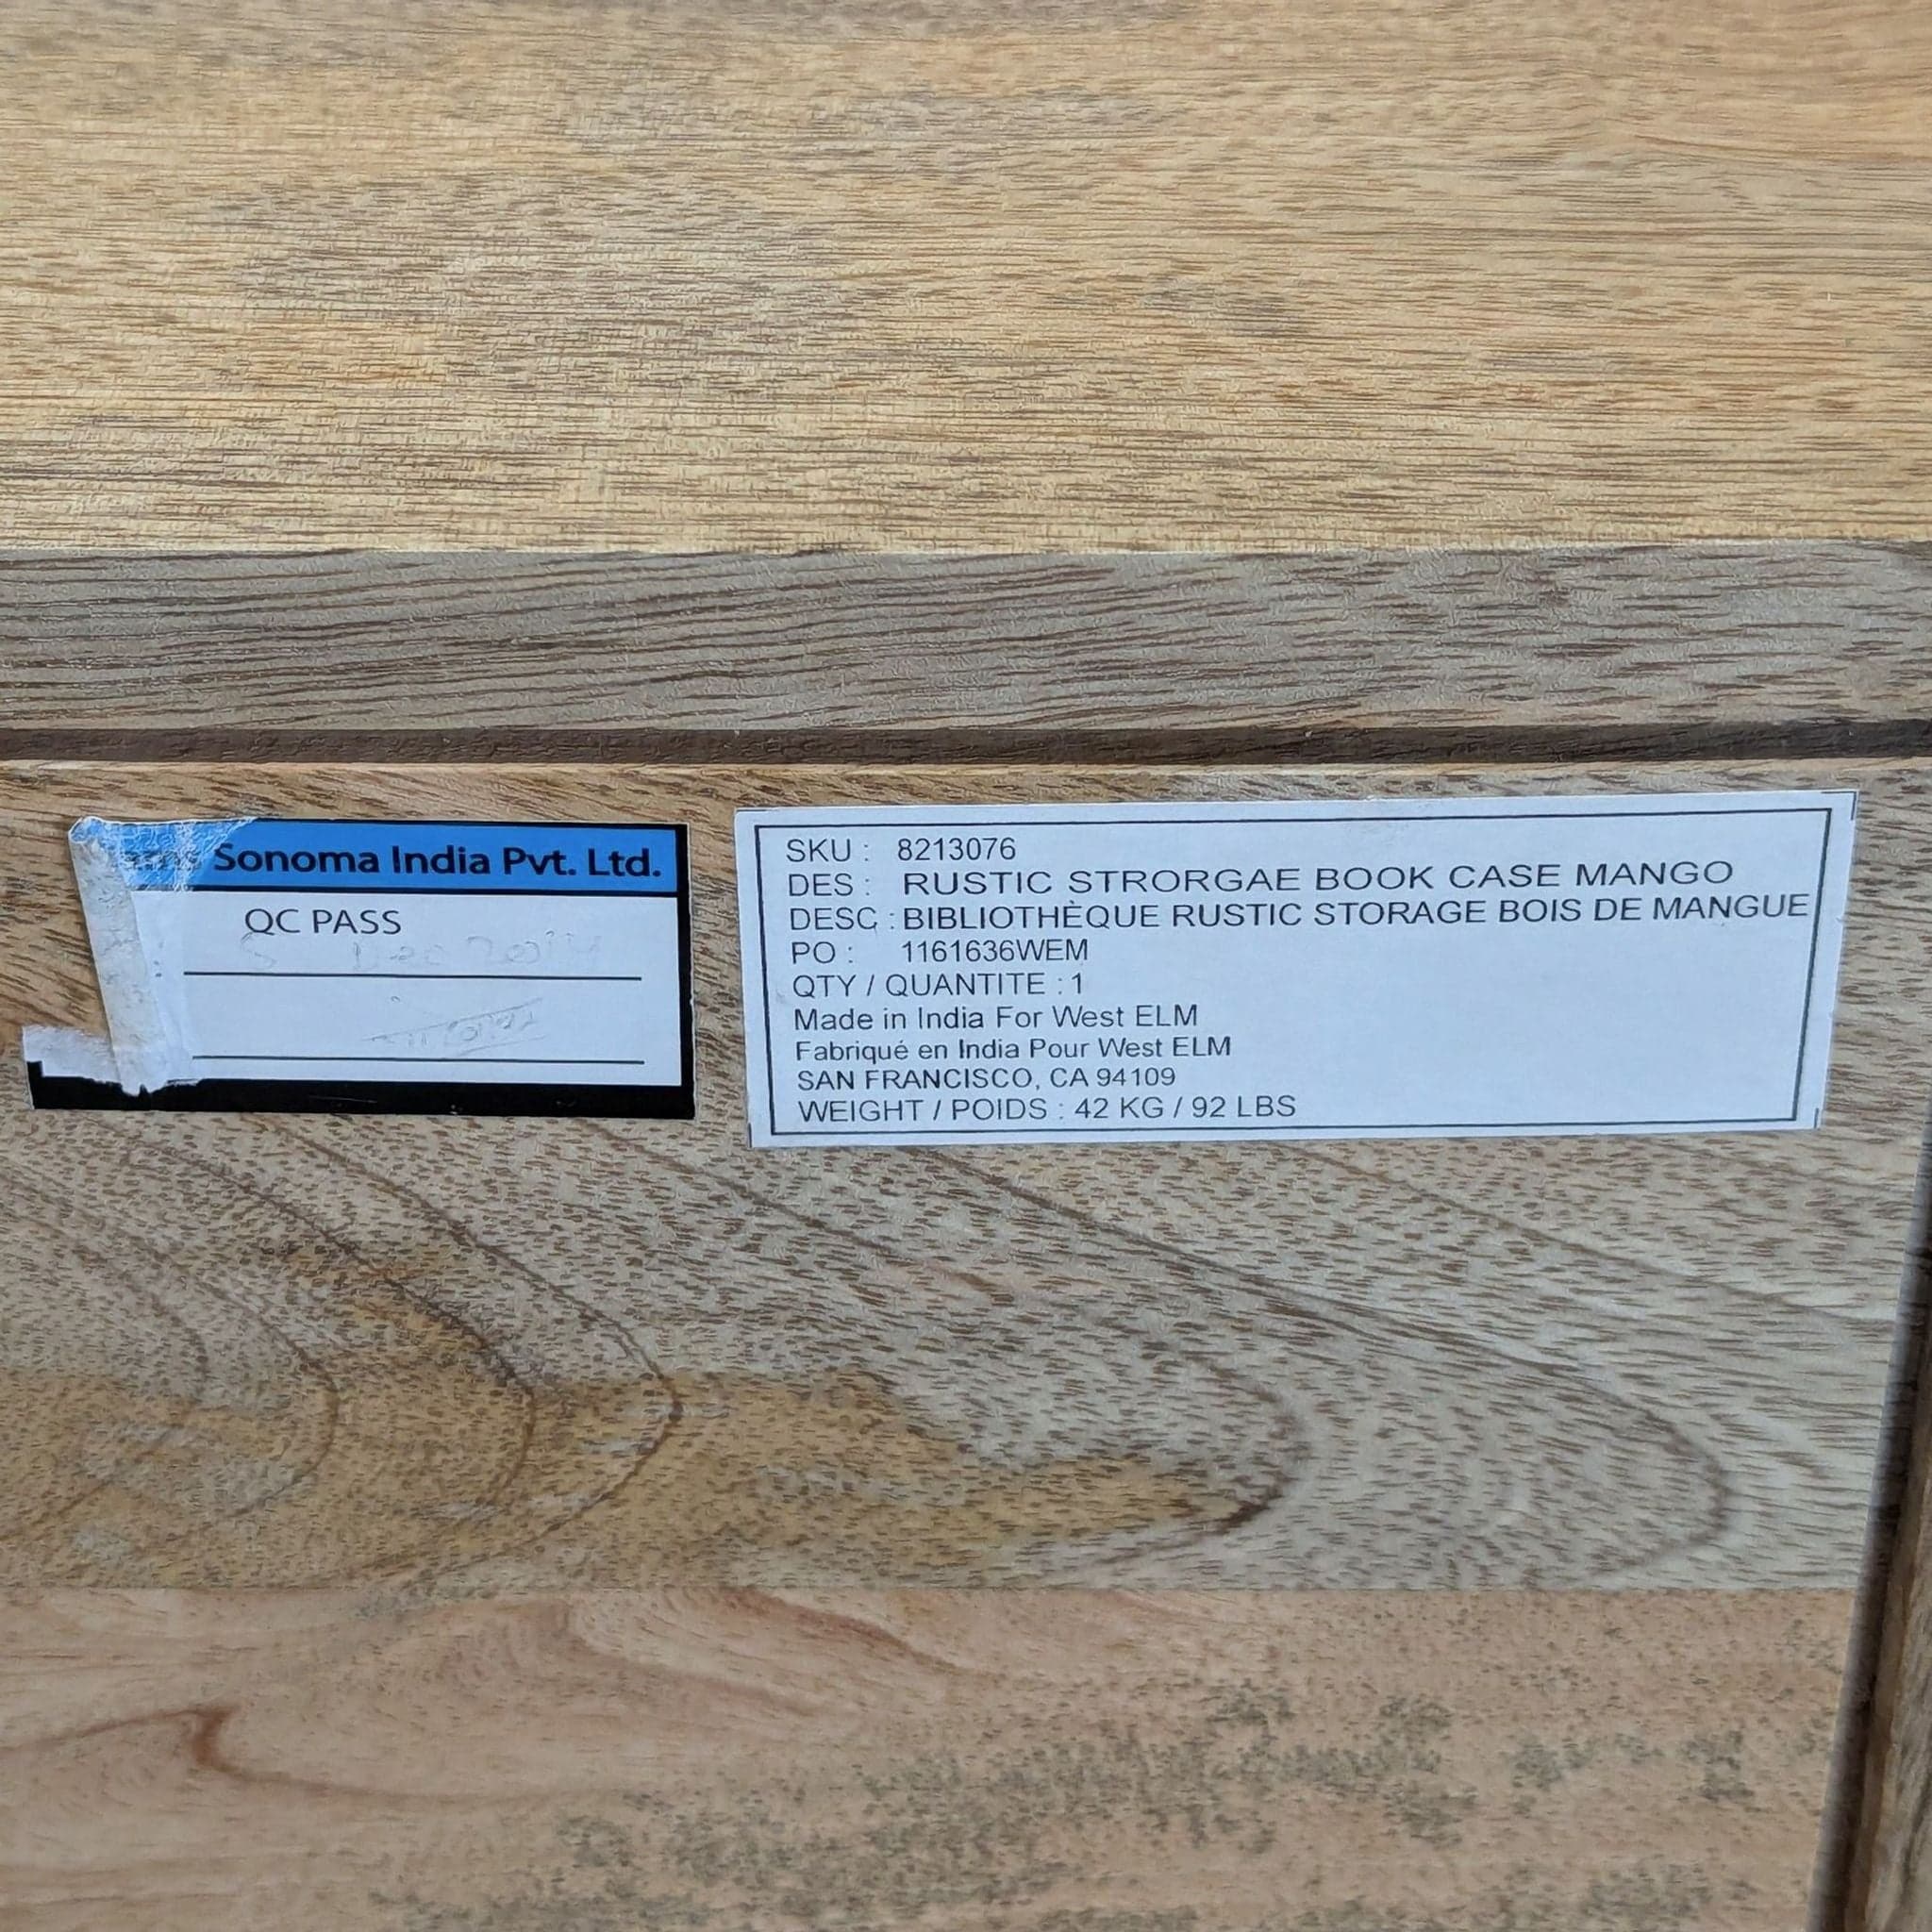 Sonoma India Pvt. Ltd.
QC PASS
Dec 2014
SKU : 8213076
DES : RUSTIC STRORGAE BOOK CASE MANGO
DESC : BIBLIOTHÈQUE RUSTIC STORAGE BOIS DE MANGUE
PO : 1161636WEM
QTY / QUANTITE : 1
Made in India For West ELM
Fabriqué en India Pour West ELM
SAN FRANCISCO, CA 94109
WEIGHT / POIDS : 42 KG / 92 LBS